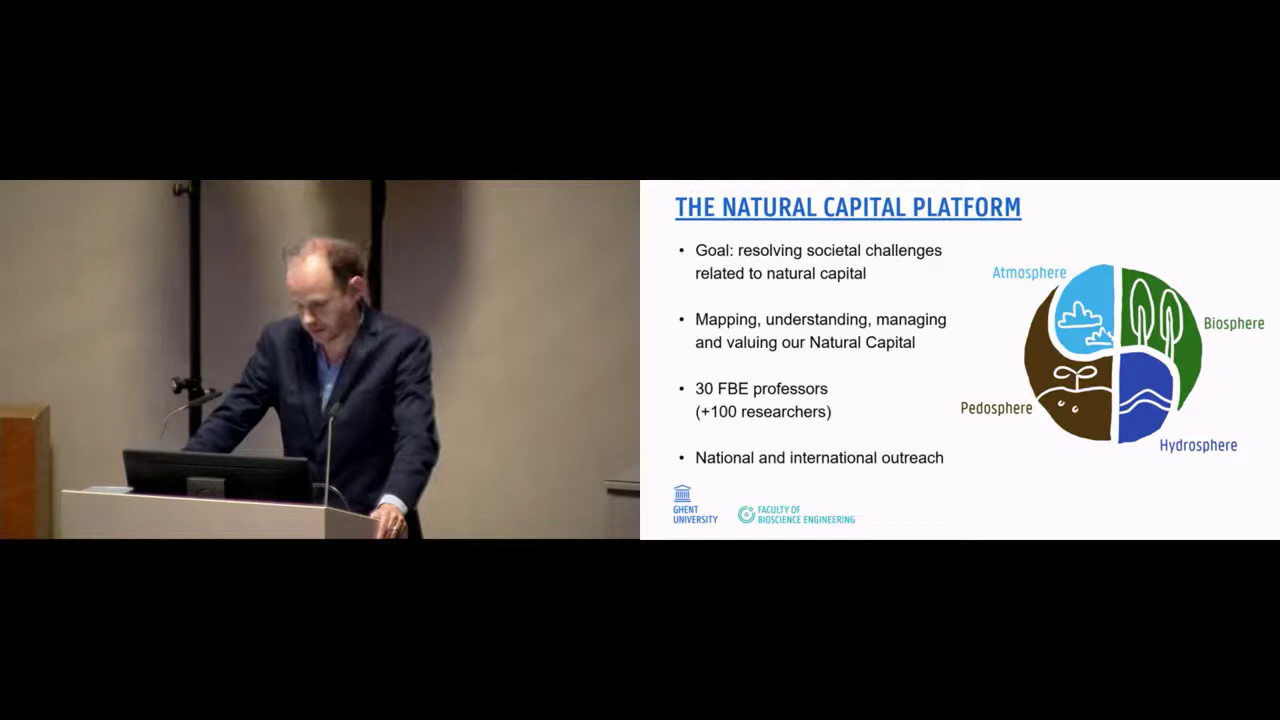 THE NATURAL CAPITAL PLATFORM
• Goal: resolving societal challenges
related to natural capital
• Mapping, understanding, managing
and valuing our Natural Capital
• 30 FBE professors
(+100 researchers)
• National and international outreach
Atmosphere
Biosphere
Pedosphere
Hydrosphere
GHENT
UNIVERSITY
FACULTY OF
BIOSCIENCE ENGINEERING